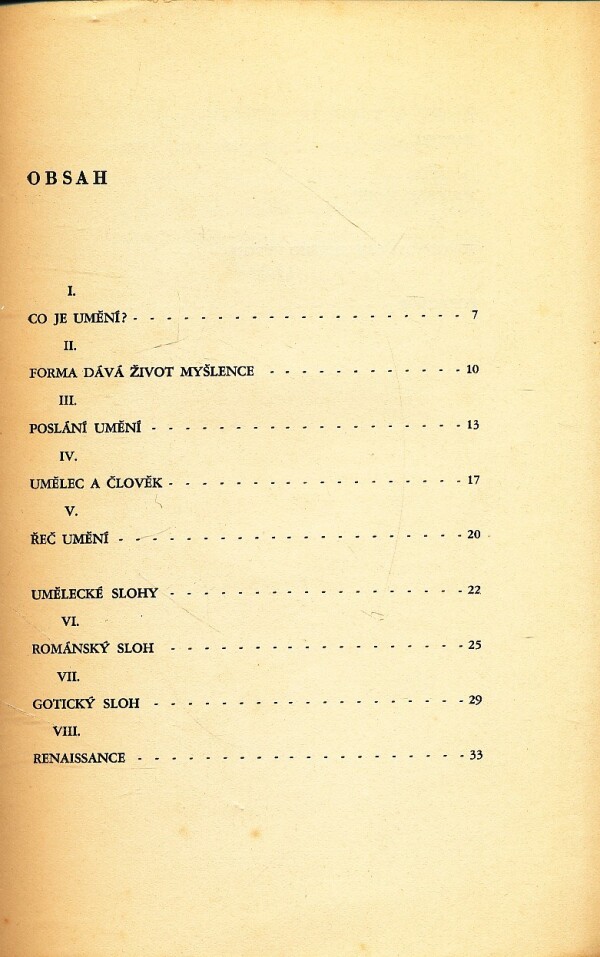 OBSAH
I.
CO JE UMĚNÍ? - - - - - - - - - - - - - - - - - - - 7
II.
FORMA DÁVÁ ŽIVOT MYŠLENCE - - - - - - - - - - - - 10
III.
POSLÁNÍ UMĚNÍ - - - - - - - - - - - - - - - - - - 13
IV.
UMĚLEC A ČLOVĚK - - - - - - - - - - - - - - - - - 17
V.
ŘEČ UMĚNÍ - - - - - - - - - - - - - - - - - - - - 20
UMĚLECKÉ SLOHY - - - - - - - - - - - - - - - - - 22
VI.
ROMÁNSKÝ SLOH - - - - - - - - - - - - - - - - - 25
VII.
GOTICKÝ SLOH - - - - - - - - - - - - - - - - - - 29
VIII.
RENAISSANCE - - - - - - - - - - - - - - - - - - - 33